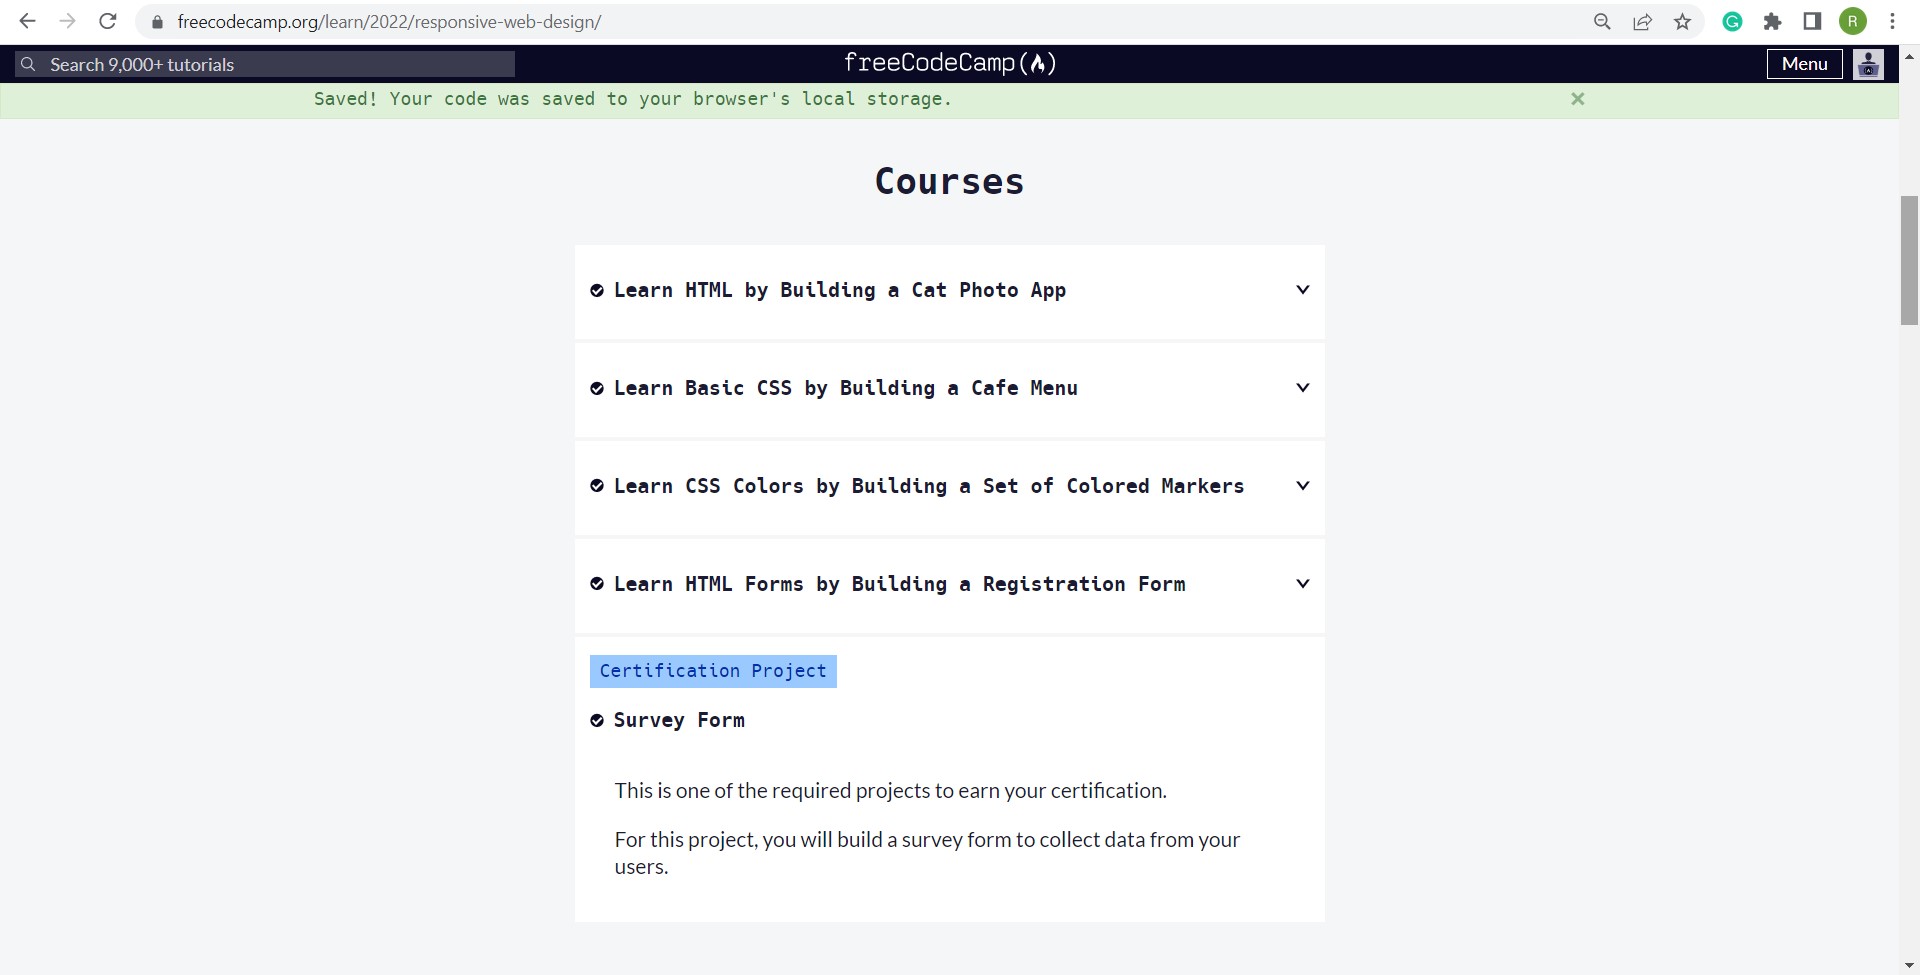 freecodecamp.org/learn/2022/responsive-web-design/
R
Search 9,000+ tutorials
freeCodeCamp
Menu
Saved! Your code was saved to your browser's local storage.
Courses
Learn HTML by Building a Cat Photo App
Learn Basic CSS by Building a Cafe Menu
Learn CSS Colors by Building a Set of Colored Markers
Learn HTML Forms by Building a Registration Form
Certification Project
Survey Form
This is one of the required projects to earn your certification.
For this project, you will build a survey form to collect data from your
users.